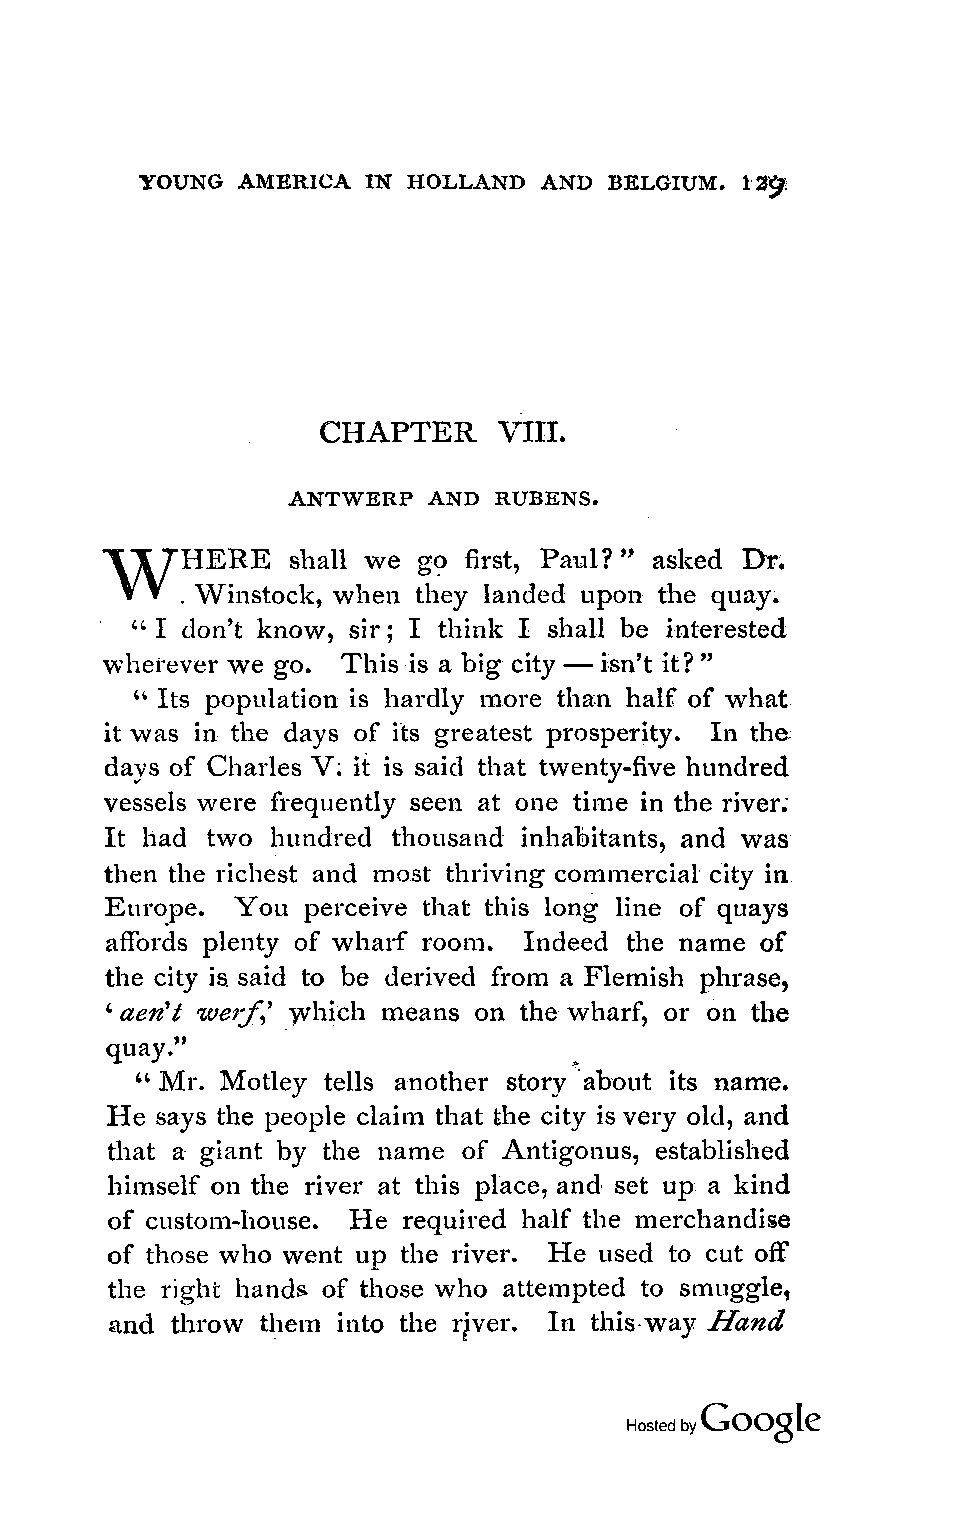 YOUNG AMERICA IN HOLLAND AND BELGIUM. 129
CHAPTER VIII.
ANTWERP AND RUBENS.
WHERE shall we go first, Paul?" asked Dr.
Winstock, when they landed upon the quay.
"I don't know, sir; I think I shall be interested
wherever we go. This is a big city — isn't it?"
"Its population is hardly more than half of what
it was in the days of its greatest prosperity. In the
days of Charles V. it is said that twenty-five hundred
vessels were frequently seen at one time in the river.
It had two hundred thousand inhabitants, and was
then the richest and most thriving commercial city in
Europe. You perceive that this long line of quays
affords plenty of wharf room. Indeed the name of
the city is said to be derived from a Flemish phrase,
'aen't werf,' which means on the wharf, or on the
quay."
"Mr. Motley tells another story about its name.
He says the people claim that the city is very old, and
that a giant by the name of Antigonus, established
himself on the river at this place, and set up a kind
of custom-house. He required half the merchandise
of those who went up the river. He used to cut off
the right hands of those who attempted to smuggle,
and throw them into the river. In this way Hand
Hosted by Google